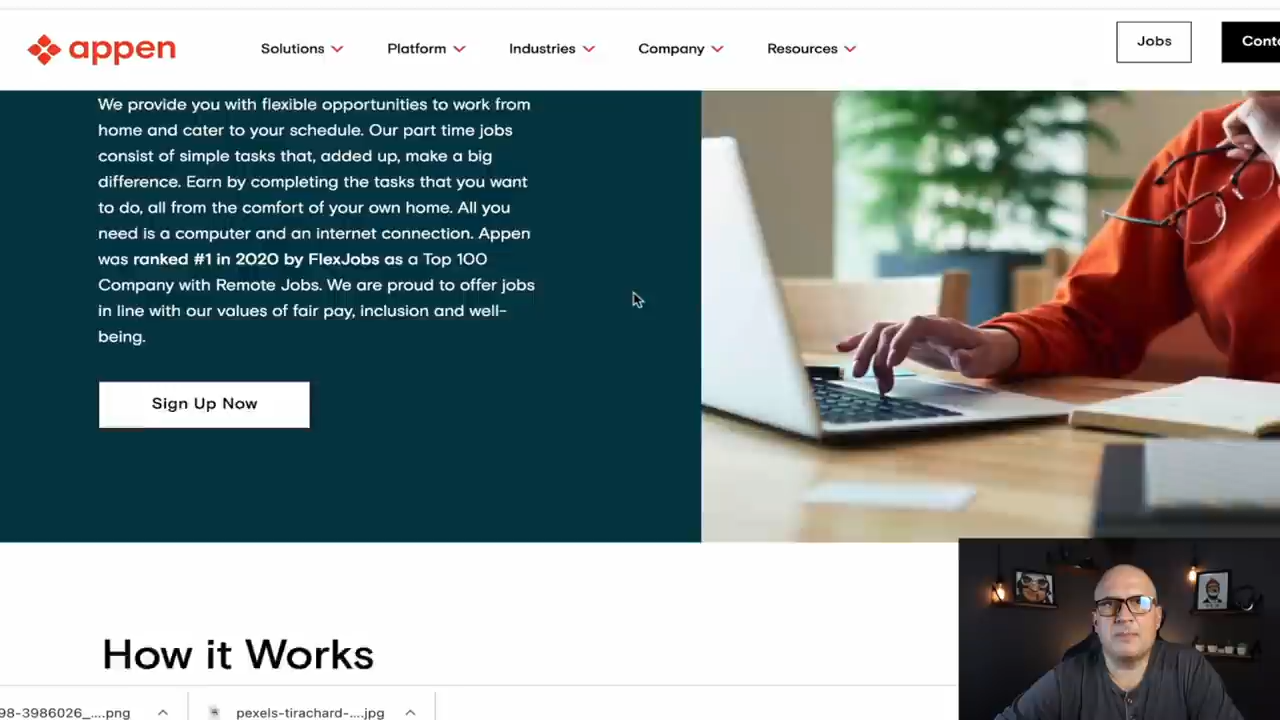 appen
Solutions
Platform
Industries
Company
Resources
Jobs
We provide you with flexible opportunities to work from
home and cater to your schedule. Our part time jobs
consist of simple tasks that, added up, make a big
difference. Earn by completing the tasks that you want
to do, all from the comfort of your own home. All you
need is a computer and an internet connection. Appen
was ranked #1 in 2020 by FlexJobs as a Top 100
Company with Remote Jobs. We are proud to offer jobs
in line with our values of fair pay, inclusion and well-
being.
Sign Up Now
How it Works
98-3986026_....png
pexels-tirachard-....jpg